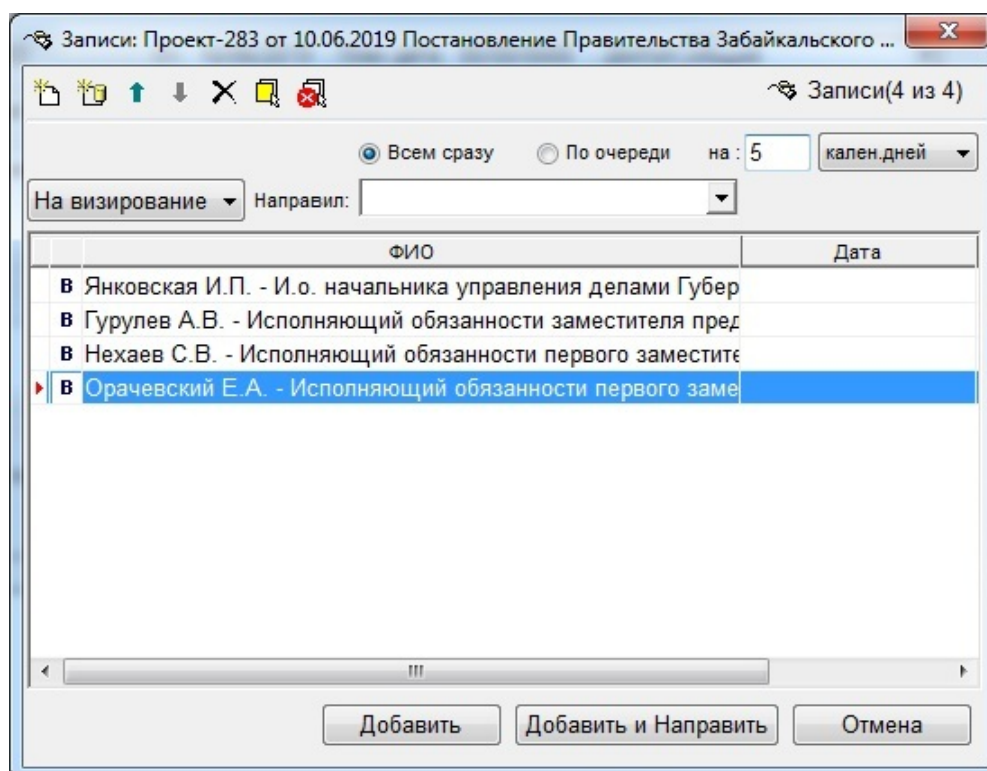 Записи: Проект-283 от 10.06.2019 Постановление Правительства Забайкальского ...
Записи(4 из 4)
Всем сразу По очереди на : 5 кален.дней
На визирование Направил:
ФИО Дата
В Янковская И.П. - И.о. начальника управления делами Губер
В Гурулев А.В. - Исполняющий обязанности заместителя пред
В Нехаев С.В. - Исполняющий обязанности первого заместите
В Орачевский Е.А. - Исполняющий обязанности первого заме
Добавить Добавить и Направить Отмена